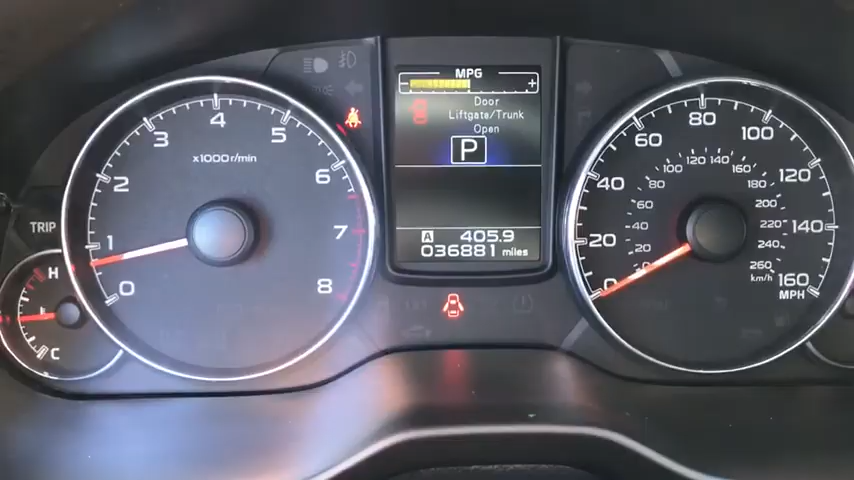 MPG
- +
Door
Liftgate/Trunk
Open
P
A 405.9
036881 miles
TRIP
H
C
0
1
2
3
4
5
6
7
8
x1000r/min
0
20
40
60
80
100
120
140
160
MPH
20
40
60
80
100
120
140
160
180
200
220
240
260
km/h